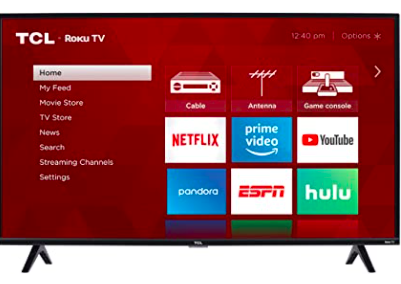 TCL · Roku TV
12:40 pm | Options ✳
Home
My Feed
Movie Store
TV Store
News
Search
Streaming Channels
Settings
Cable
Antenna
Game console
NETFLIX
prime
video
YouTube
pandora
ESPN
hulu
TCL